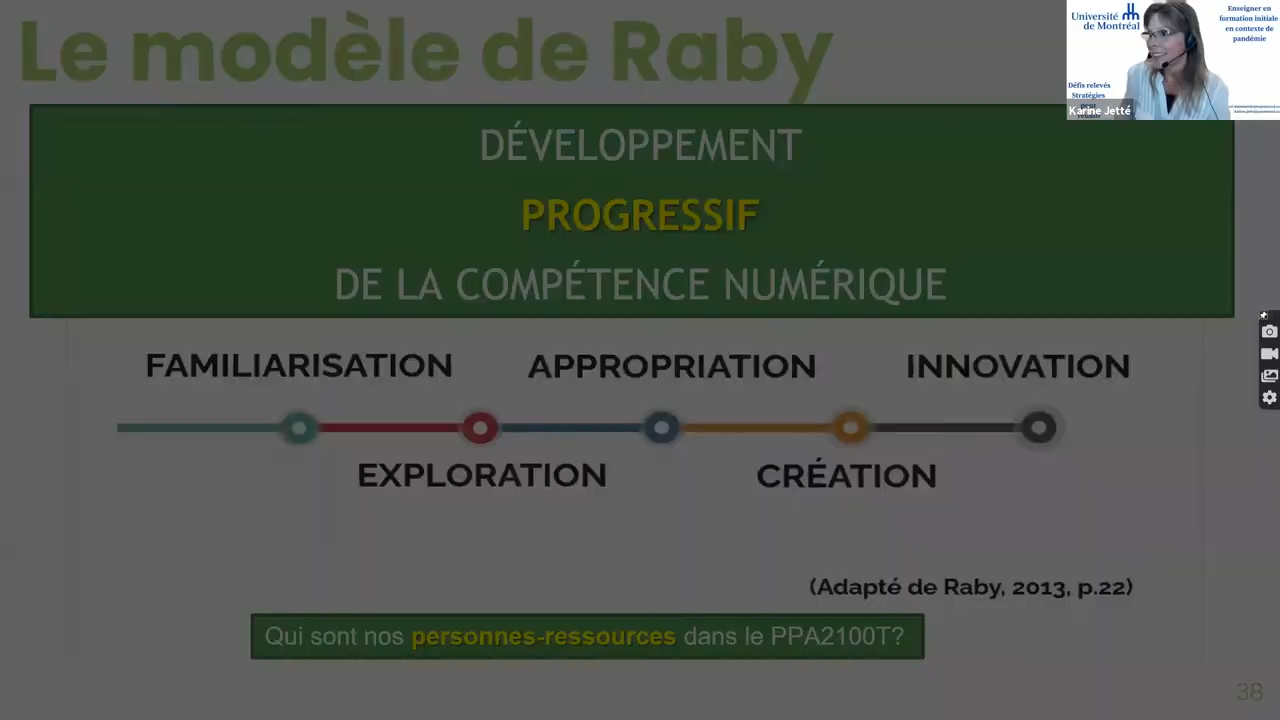 Le modèle de Raby
Université
de Montréal
Enseigner en
formation initiale
en contexte de
pandémie
Défis relevés
Stratégies
pour
réussir
Karine Jetté
DÉVELOPPEMENT
PROGRESSIF
DE LA COMPÉTENCE NUMÉRIQUE
FAMILIARISATION
APPROPRIATION
INNOVATION
EXPLORATION
CRÉATION
(Adapté de Raby, 2013, p.22)
Qui sont nos personnes-ressources dans le PPA2100T?
38